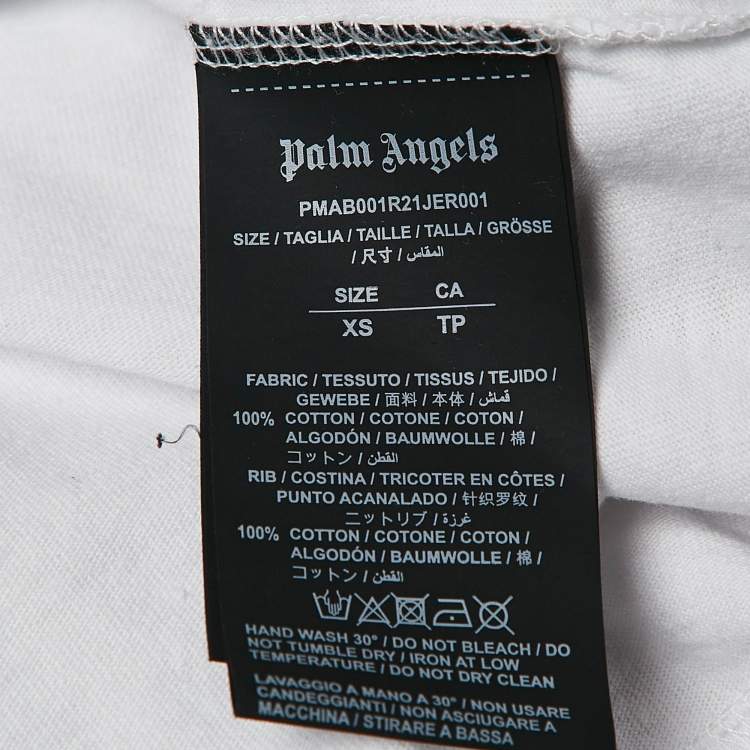 Palm Angels
PMAB001R21JER001
SIZE / TAGLIA / TAILLE / TALLA / GRÖSSE
/ 尺寸 / المقاس
SIZE CA
XS TP
FABRIC / TESSUTO / TISSUS / TEJIDO /
GEWEBE / 面料 / 本体 / قماش
100% COTTON / COTONE / COTON /
ALGODÓN / BAUMWOLLE / 棉 /
コットン / القطن
RIB / COSTINA / TRICOTER EN CÔTES /
PUNTO ACANALADO / 针织罗纹 /
ニットリブ / غرزة
100% COTTON / COTONE / COTON /
ALGODÓN / BAUMWOLLE / 棉 /
コットン / القطن
HAND WASH 30° / DO NOT BLEACH / DO
NOT TUMBLE DRY / IRON AT LOW
TEMPERATURE / DO NOT DRY CLEAN
LAVAGGIO A MANO A 30° / NON USARE
CANDEGGIANTI / NON ASCIUGARE A
MACCHINA / STIRARE A BASSA